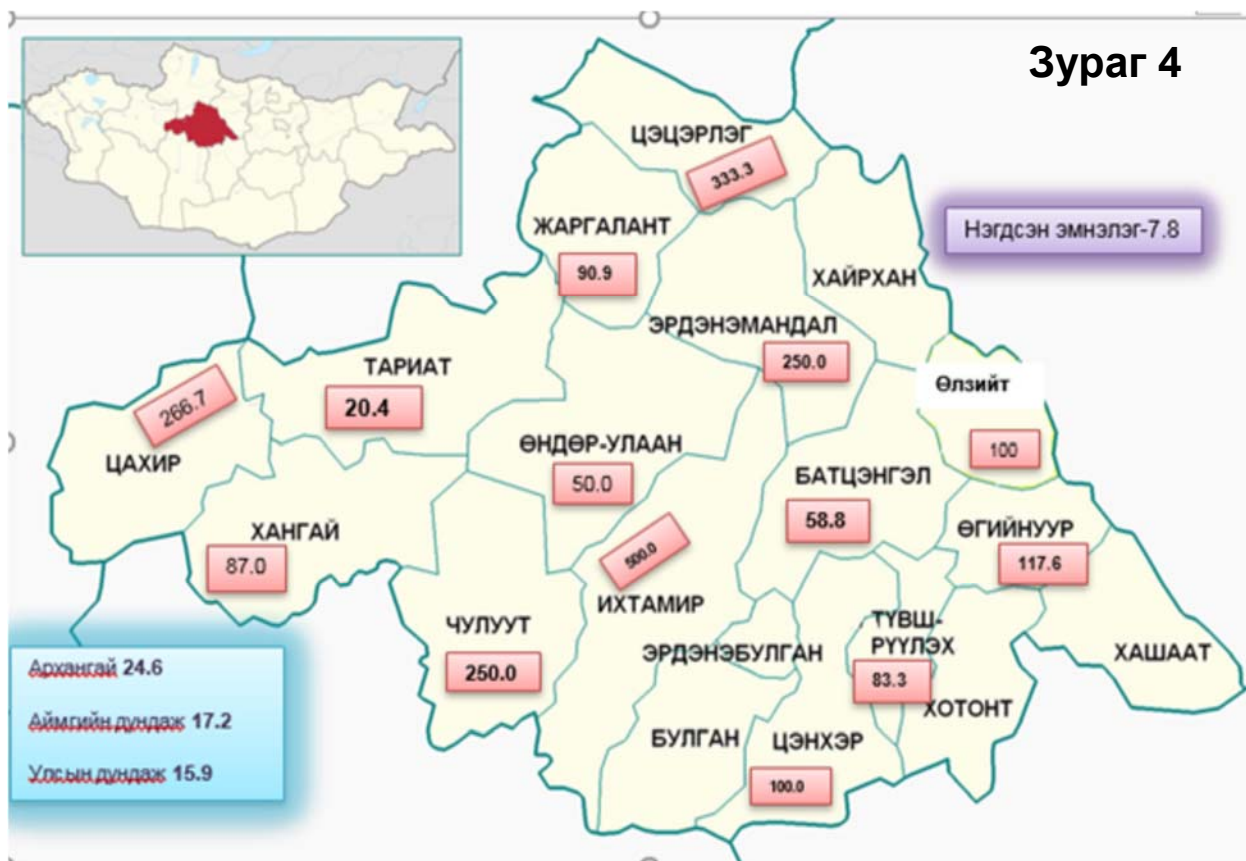 Зураг 4
ЦЭЦЭРЛЭГ
333.3
Нэгдсэн эмнэлэг-7.8
ЖАРГАЛАНТ
90.9
ХАЙРХАН
ЭРДЭНЭМАНДАЛ
250.0
ТАРИАТ
20.4
Өлзийт
100
266.7
ЦАХИР
ӨНДӨР-УЛААН
50.0
БАТЦЭНГЭЛ
58.8
ХАНГАЙ
87.0
ӨГИЙНУУР
117.6
500.0
ИХТАМИР
ЧУЛУУТ
250.0
ТҮВШ-
РҮҮЛЭХ
83.3
ЭРДЭНЭБУЛГАН
ХАШААТ
ХОТОНТ
БУЛГАН
ЦЭНХЭР
100.0
Архангай 24.6
Аймгийн дундаж 17.2
Улсын дундаж 15.9